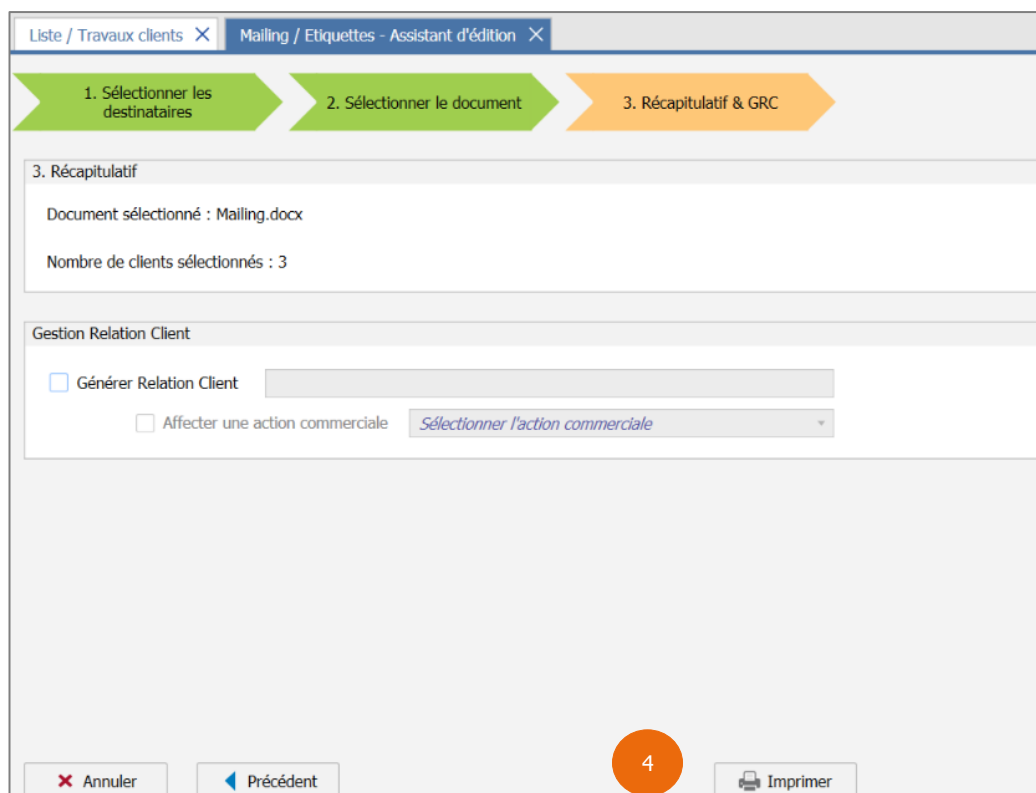 Liste / Travaux clients
Mailing / Etiquettes - Assistant d'édition
1. Sélectionner les
destinataires
2. Sélectionner le document
3. Récapitulatif & GRC
3. Récapitulatif
Document sélectionné : Mailing.docx
Nombre de clients sélectionnés : 3
Gestion Relation Client
Générer Relation Client
Affecter une action commerciale
Sélectionner l'action commerciale
4
Annuler
Précédent
Imprimer